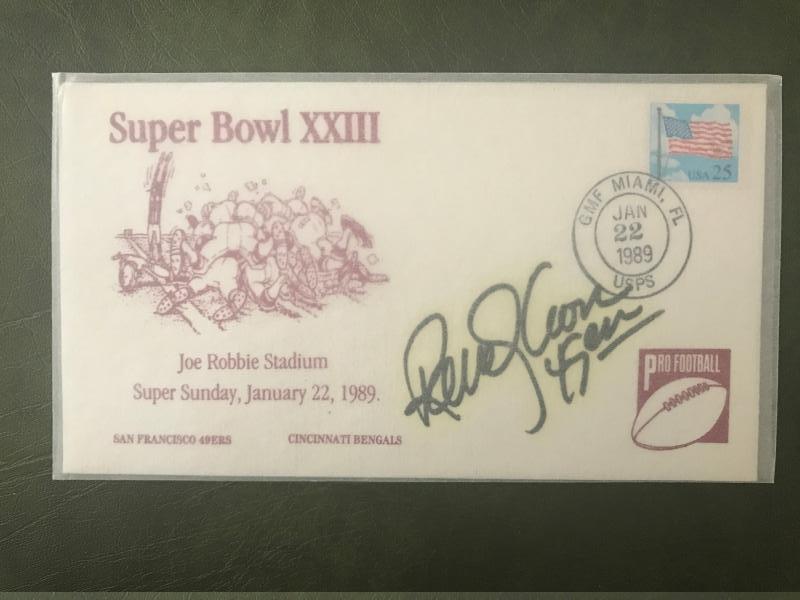 Super Bowl XXIII
USA 25
GMF MIAMI, FL
JAN
22
1989
USPS
Joe Robbie Stadium
Super Sunday, January 22, 1989.
SAN FRANCISCO 49ERS CINCINNATI BENGALS
PRO FOOTBALL